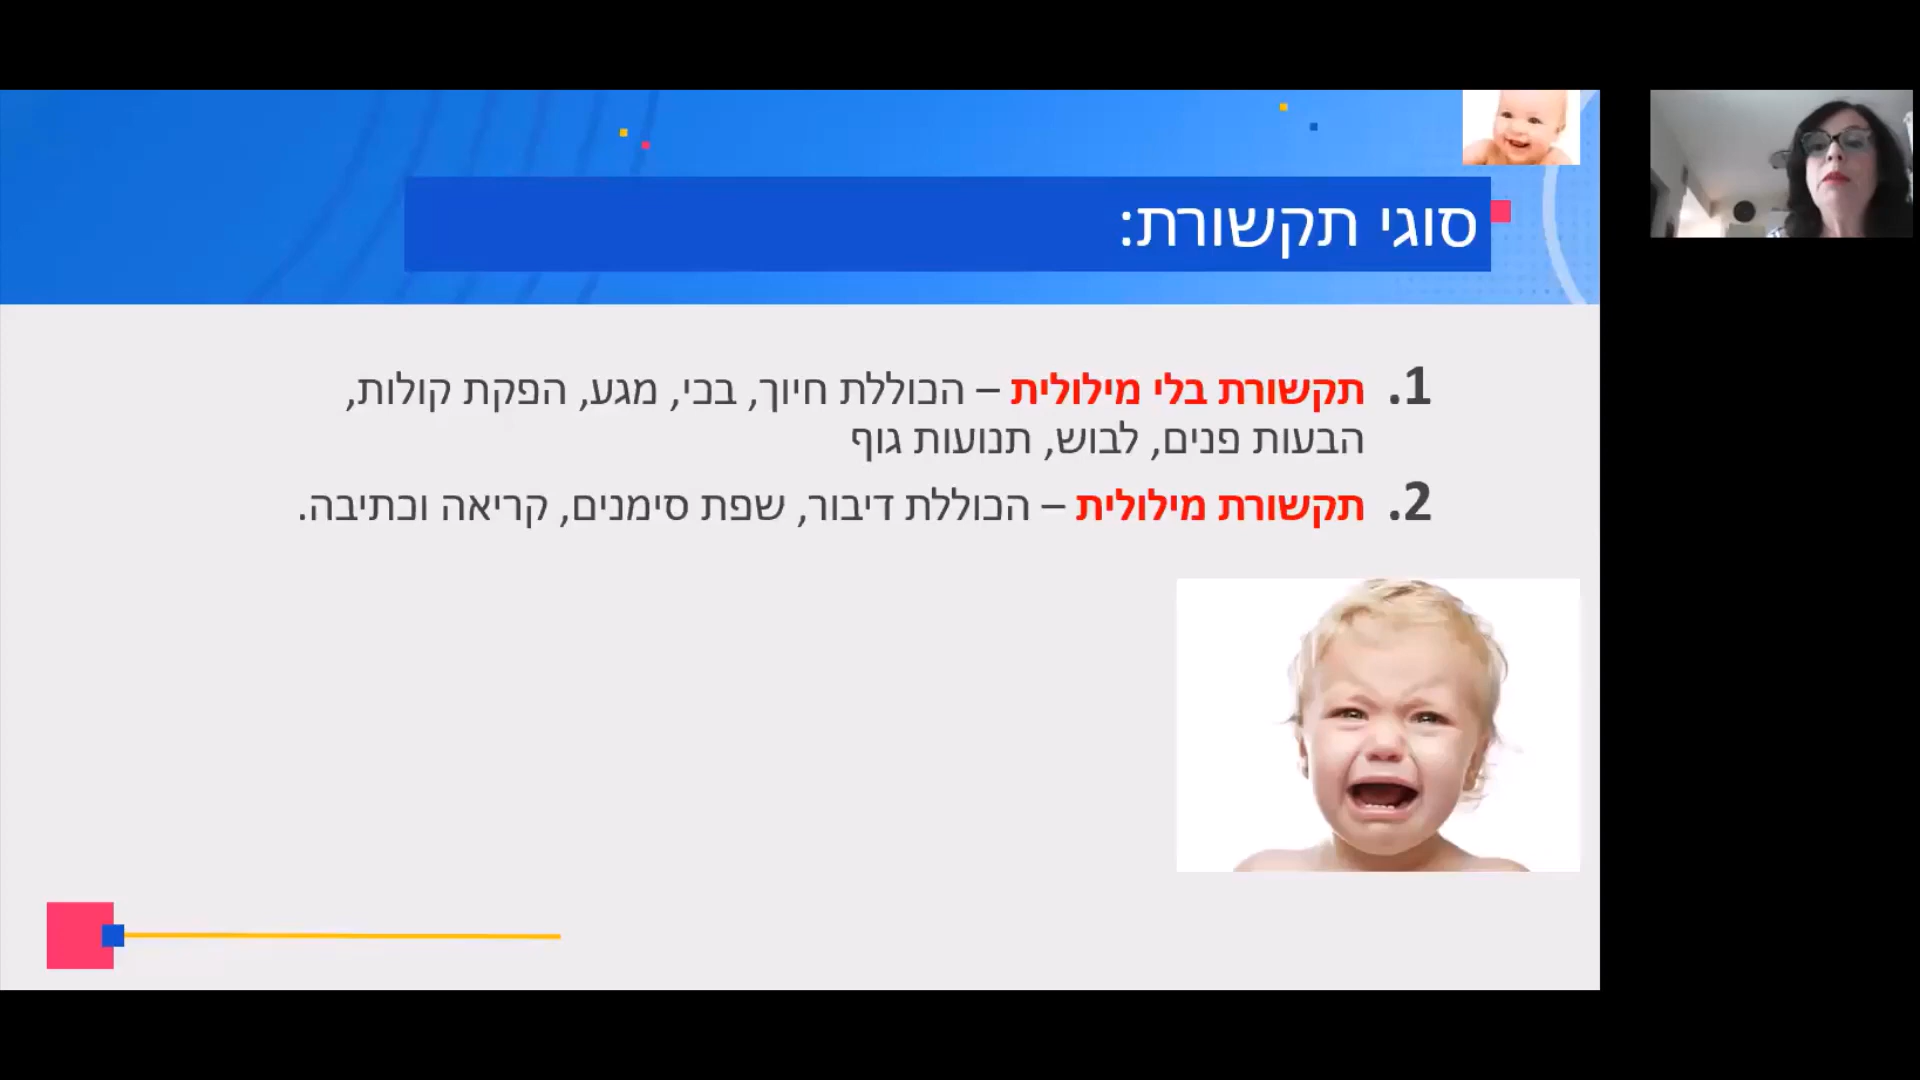 סוגי תקשורת:
1. תקשורת בלי מילולית – הכוללת חיוך, בכי, מגע, הפקת קולות,
הבעות פנים, לבוש, תנועות גוף
2. תקשורת מילולית – הכוללת דיבור, שפת סימנים, קריאה וכתיבה.